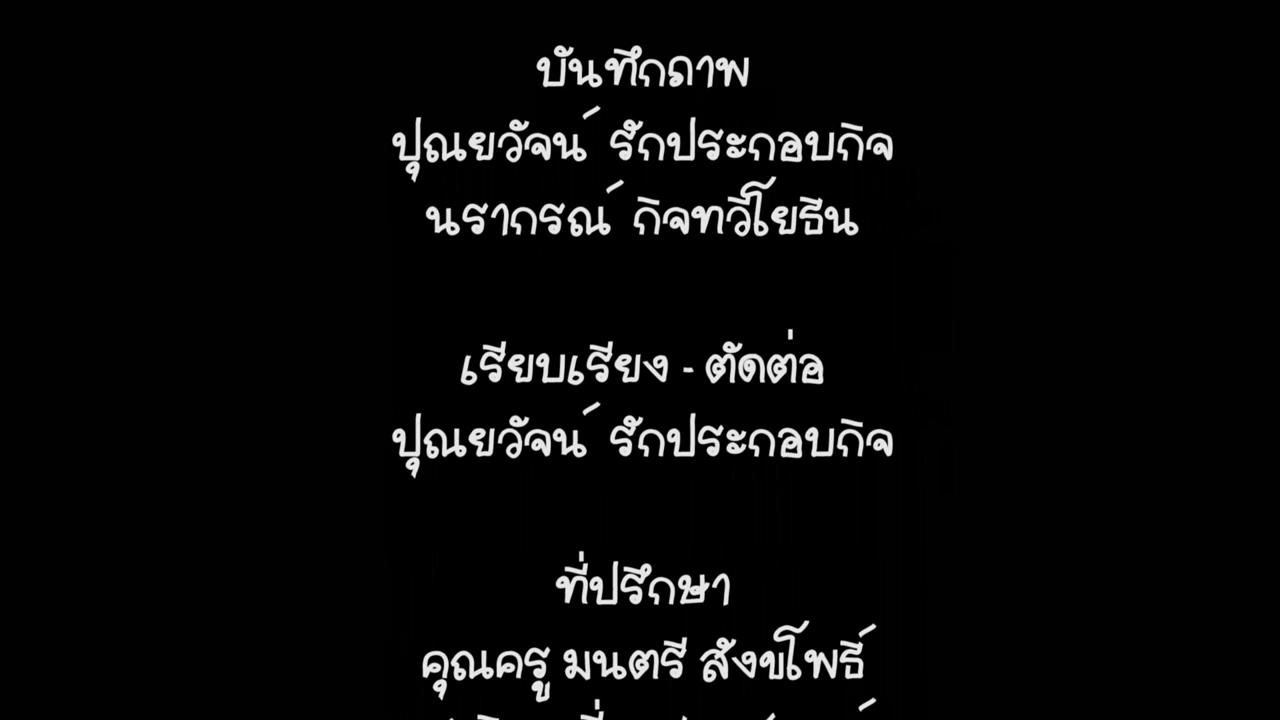 บันทึกภาพ
ปุณยวัจน์ รักประกอบกิจ
นรากรณ์ กิจทวีโยธิน
เรียบเรียง - ตัดต่อ
ปุณยวัจน์ รักประกอบกิจ
ที่ปรึกษา
คุณครู มนตรี สังขโพธิ์